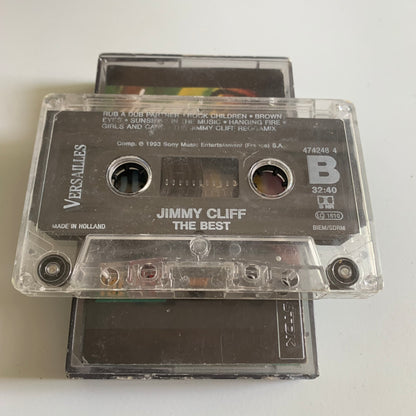 RUB A DUB PARTNER · ROCK CHILDREN · BROWN
EYES · SUNSHINE IN THE MUSIC · HANGING FIRE ·
GIRLS AND JIMMY CLIFF REGGAMIX
Comp. ℗ 1993 Sony Music Entertainment (France) S.A.
474248 4
B
32:40
VERSAILLES
JIMMY CLIFF
THE BEST
MADE IN HOLLAND
BIEM/SDRM